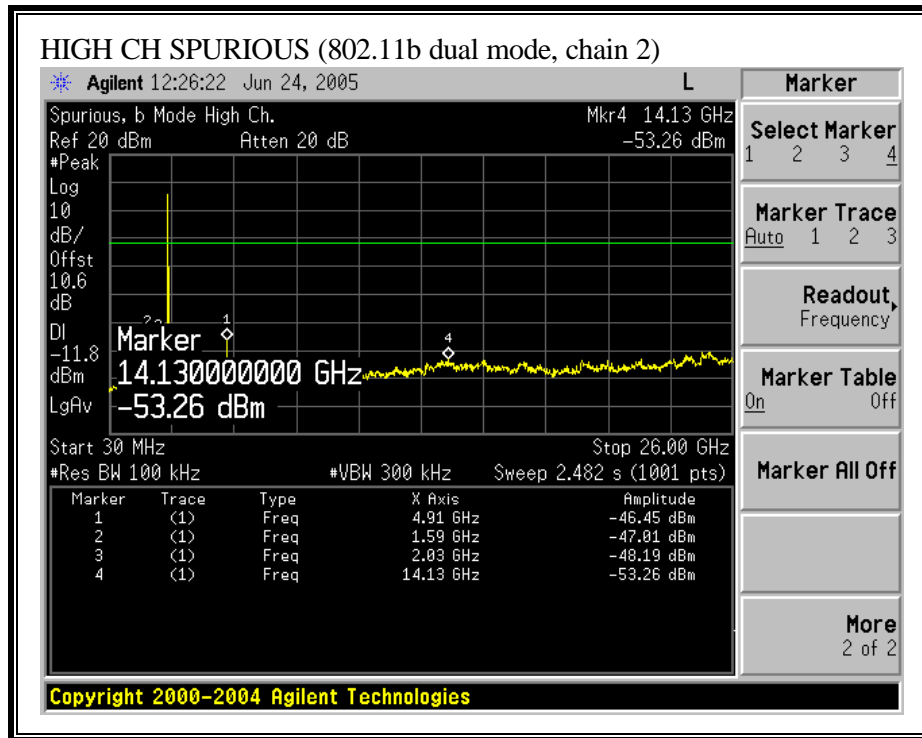 HIGH CH SPURIOUS (802.11b dual mode, chain 2)
Agilent 12:26:22 Jun 24, 2005 L
Spurious, b Mode High Ch. Mkr4 14.13 GHz
Ref 20 dBm Atten 20 dB -53.26 dBm
#Peak
Log
10
dB/
Offst
10.6
dB
DI
-11.8
dBm
LgAv
1
4
Marker
14.130000000 GHz
-53.26 dBm
Start 30 MHz Stop 26.00 GHz
#Res BW 100 kHz #VBW 300 kHz Sweep 2.482 s (1001 pts)
Marker Trace Type X Axis Amplitude
1 (1) Freq 4.91 GHz -46.45 dBm
2 (1) Freq 1.59 GHz -47.01 dBm
3 (1) Freq 2.03 GHz -48.19 dBm
4 (1) Freq 14.13 GHz -53.26 dBm
Marker
Select Marker
1 2 3 4
Marker Trace
Auto 1 2 3
Readout
Frequency
Marker Table
On Off
Marker All Off
More
2 of 2
Copyright 2000-2004 Agilent Technologies